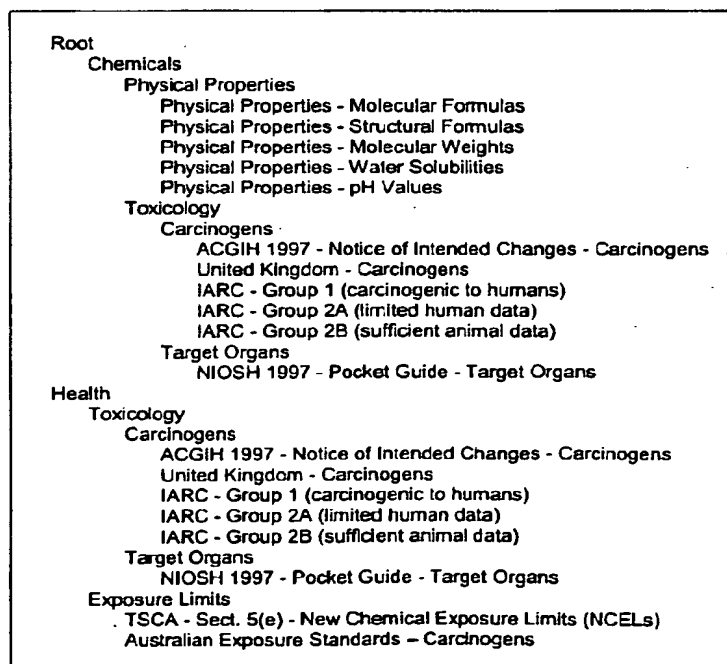 Root
Chemicals
Physical Properties
Physical Properties - Molecular Formulas
Physical Properties - Structural Formulas
Physical Properties - Molecular Weights
Physical Properties - Water Solubilities
Physical Properties - pH Values
Toxicology
Carcinogens
ACGIH 1997 - Notice of Intended Changes - Carcinogens
United Kingdom - Carcinogens
IARC - Group 1 (carcinogenic to humans)
IARC - Group 2A (limited human data)
IARC - Group 2B (sufficient animal data)
Target Organs
NIOSH 1997 - Pocket Guide - Target Organs
Health
Toxicology
Carcinogens
ACGIH 1997 - Notice of Intended Changes - Carcinogens
United Kingdom - Carcinogens
IARC - Group 1 (carcinogenic to humans)
IARC - Group 2A (limited human data)
IARC - Group 2B (sufficient animal data)
Target Organs
NIOSH 1997 - Pocket Guide - Target Organs
Exposure Limits
TSCA - Sect. 5(e) - New Chemical Exposure Limits (NCELs)
Australian Exposure Standards – Carcinogens